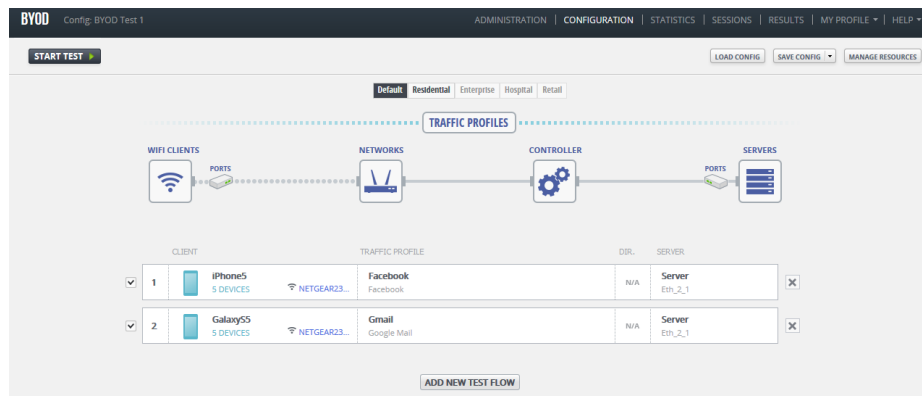 BYOD Config: BYOD Test 1 ADMINISTRATION | CONFIGURATION | STATISTICS | SESSIONS | RESULTS | MY PROFILE | HELP
START TEST LOAD CONFIG SAVE CONFIG MANAGE RESOURCES
Default Residential Enterprise Hospital Retail
TRAFFIC PROFILES
WIFI CLIENTS NETWORKS CONTROLLER SERVERS
PORTS PORTS
CLIENT TRAFFIC PROFILE DIR. SERVER
1 iPhone5 Facebook N/A Server
5 DEVICES NETGEAR23... Facebook Eth_2_1
2 GalaxyS5 Gmail N/A Server
5 DEVICES NETGEAR23... Google Mail Eth_2_1
ADD NEW TEST FLOW